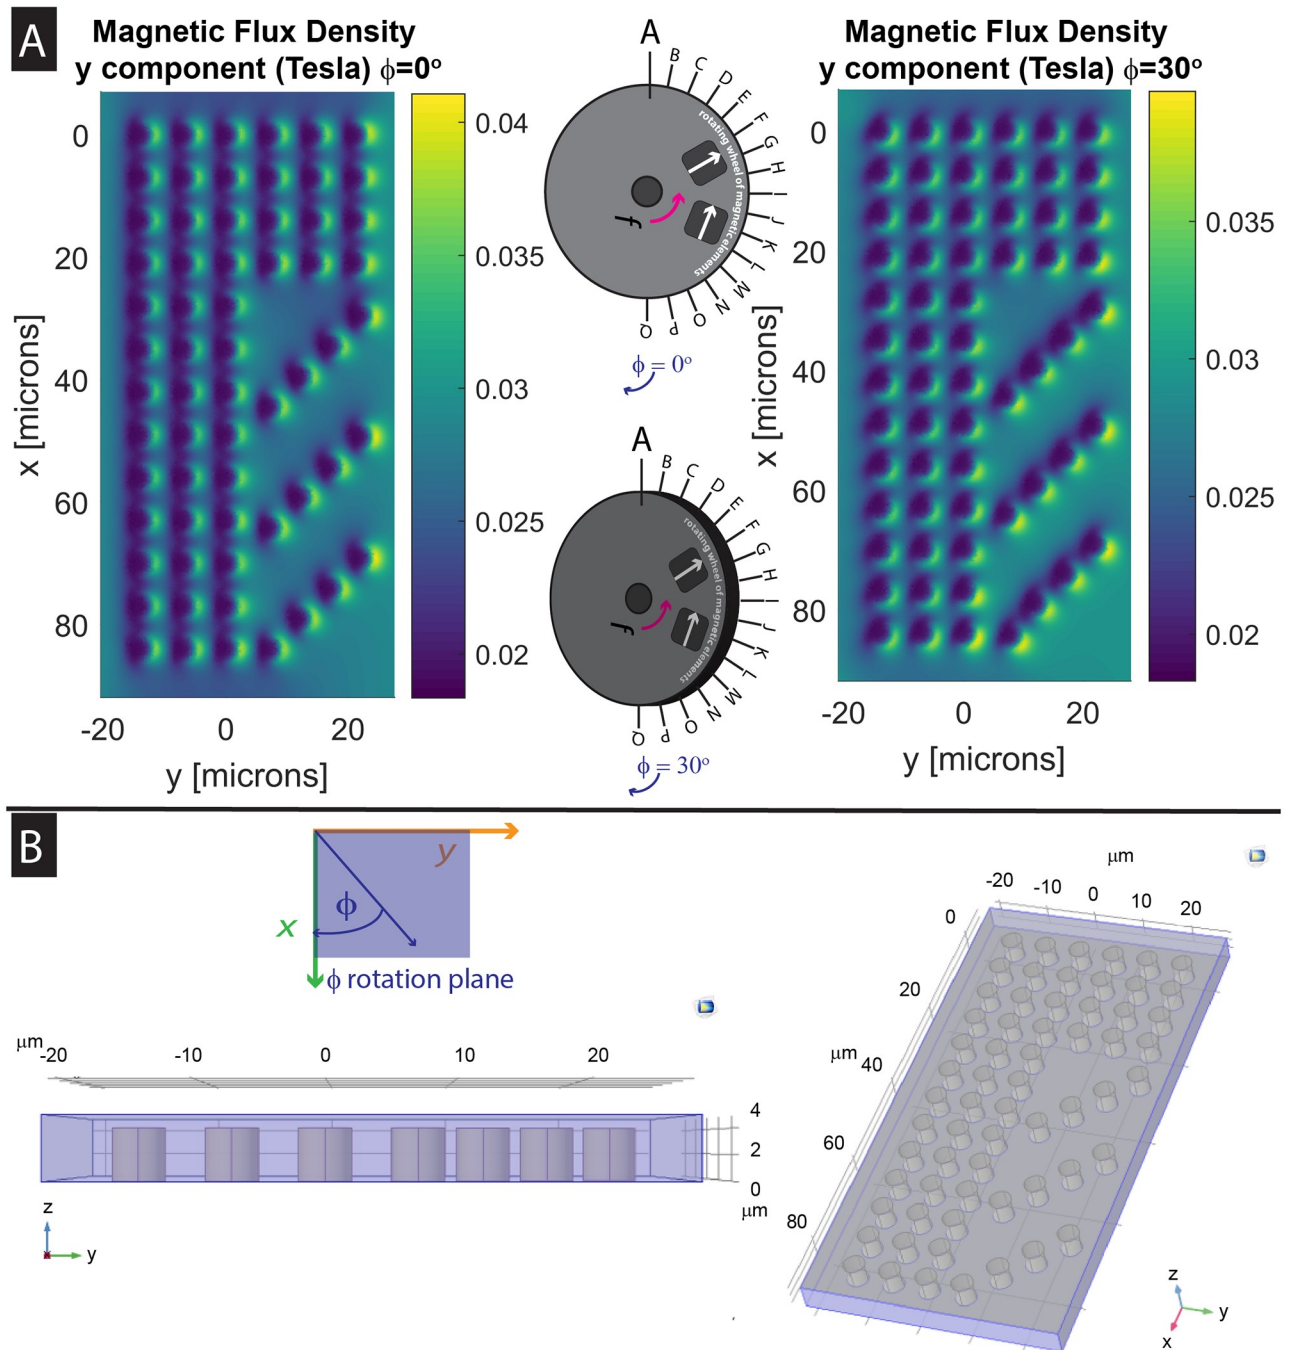 A
Magnetic Flux Density
y component (Tesla) ϕ=0º
0
20
40
60
80
x [microns]
-20
0
20
y [microns]
0.04
0.035
0.03
0.025
0.02
A
B
C
D
E
F
G
H
I
J
K
L
M
N
O
P
Q
rotating wheel of magnetic elements
f
ϕ = 0º
A
B
C
D
E
F
G
H
I
J
K
L
M
N
O
P
Q
rotating wheel of magnetic elements
f
ϕ = 30º
Magnetic Flux Density
y component (Tesla) ϕ=30º
0
20
40
60
80
x [microns]
-20
0
20
y [microns]
0.035
0.03
0.025
0.02
B
y
ϕ
x
ϕ rotation plane
μm
-20
-10
0
10
20
4
2
0
μm
z
y
x
μm
-20
-10
0
10
20
0
20
μm
40
60
80
z
y
x